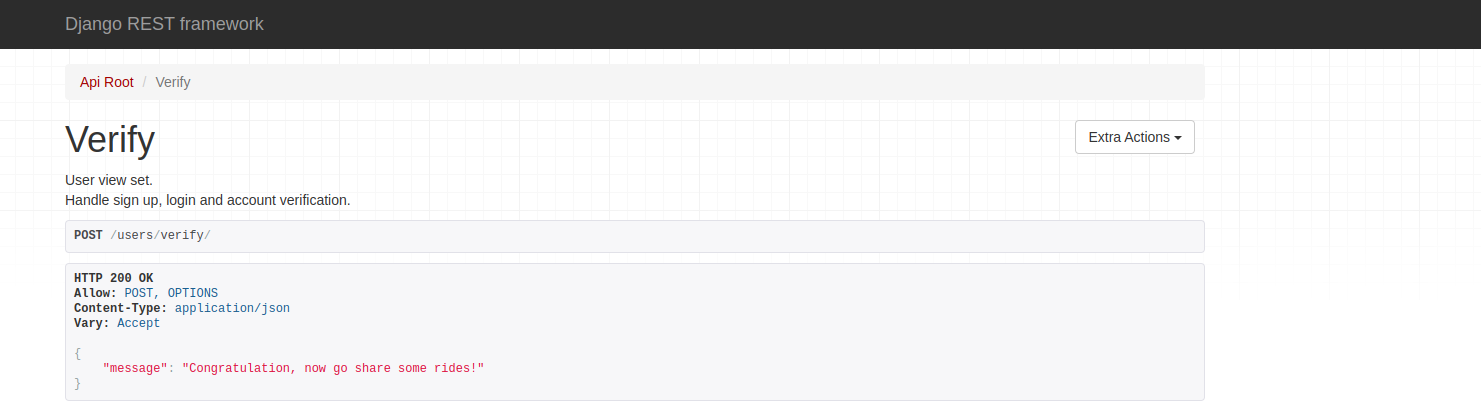 Django REST framework
Api Root / Verify
Verify
Extra Actions
User view set.
Handle sign up, login and account verification.
POST /users/verify/
HTTP 200 OK
Allow: POST, OPTIONS
Content-Type: application/json
Vary: Accept
{
    "message": "Congratulation, now go share some rides!"
}